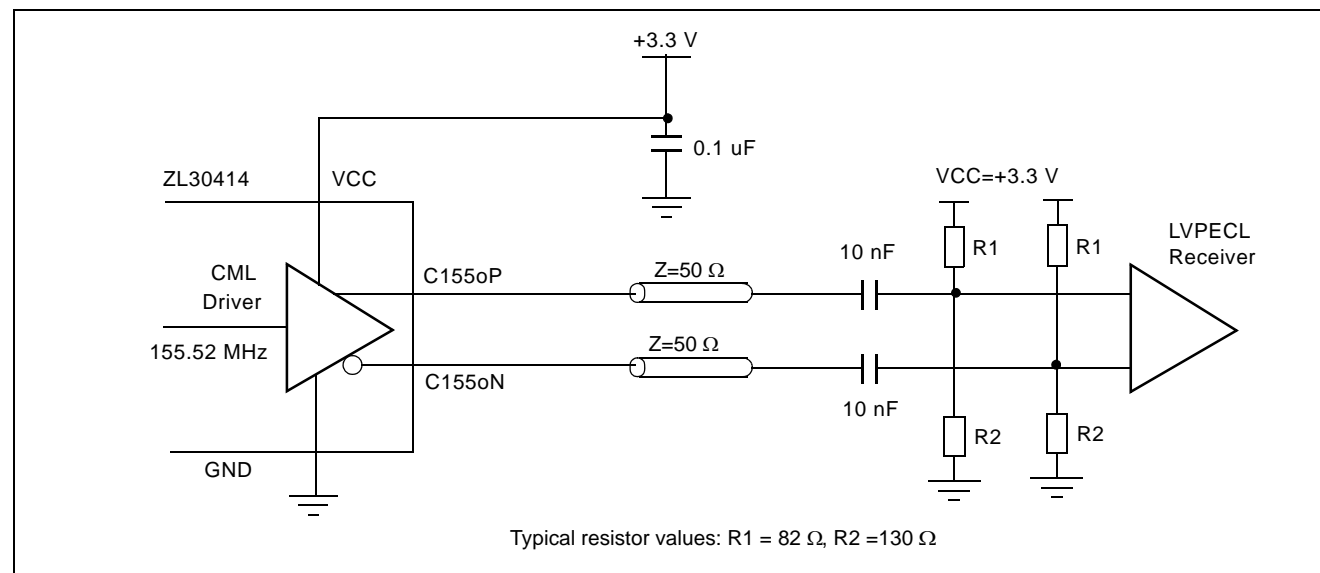 +3.3 V
0.1 uF
ZL30414
VCC
VCC=+3.3 V
R1
R1
LVPECL
Receiver
CML
Driver
C155oP
Z=50 Ω
10 nF
155.52 MHz
C155oN
Z=50 Ω
10 nF
R2
R2
GND
Typical resistor values: R1 = 82 Ω, R2 =130 Ω